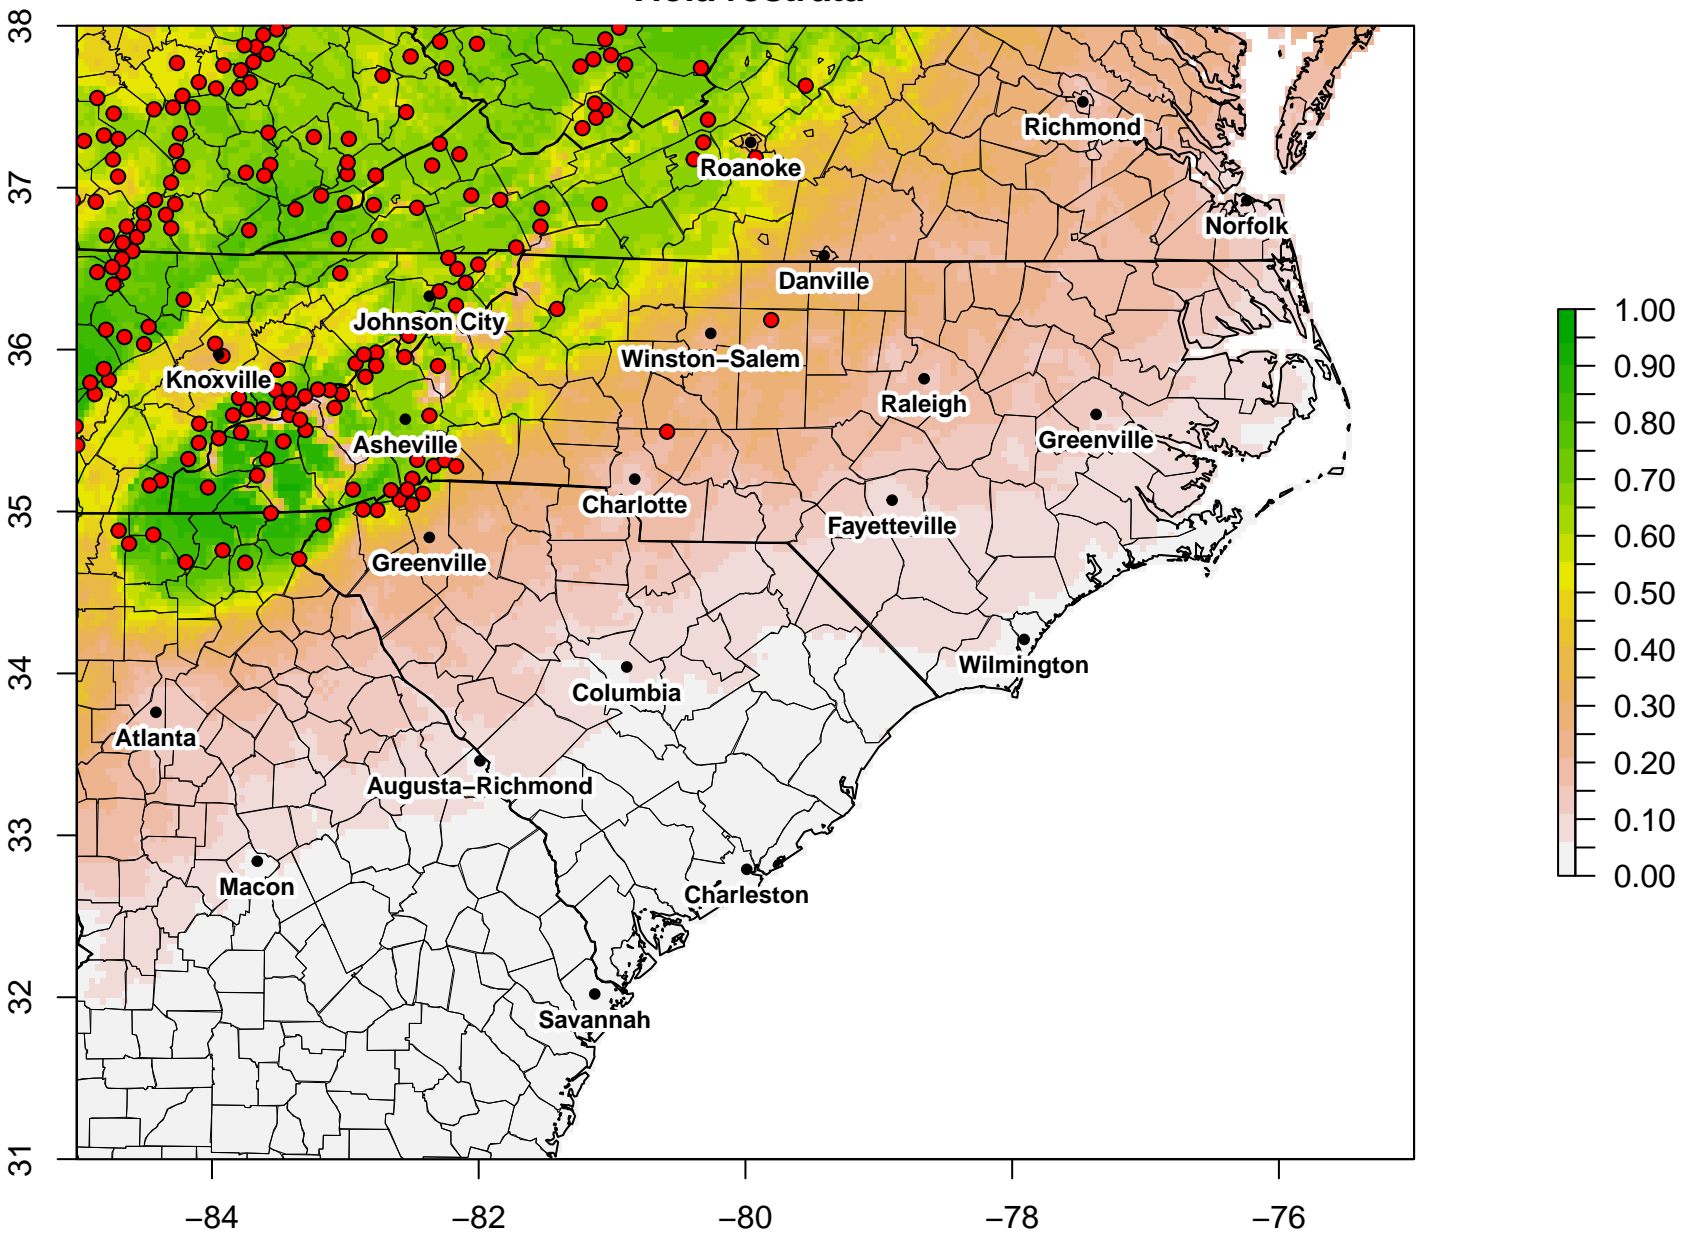 Viola rostrata
38
37
36
35
34
33
32
31
Richmond
Roanoke
Norfolk
Danville
Johnson City
Winston–Salem
Knoxville
Raleigh
Asheville
Greenville
Charlotte
Fayetteville
Greenville
Wilmington
Columbia
Atlanta
Augusta–Richmond
Macon
Charleston
Savannah
–84
–82
–80
–78
–76
1.00
0.90
0.80
0.70
0.60
0.50
0.40
0.30
0.20
0.10
0.00